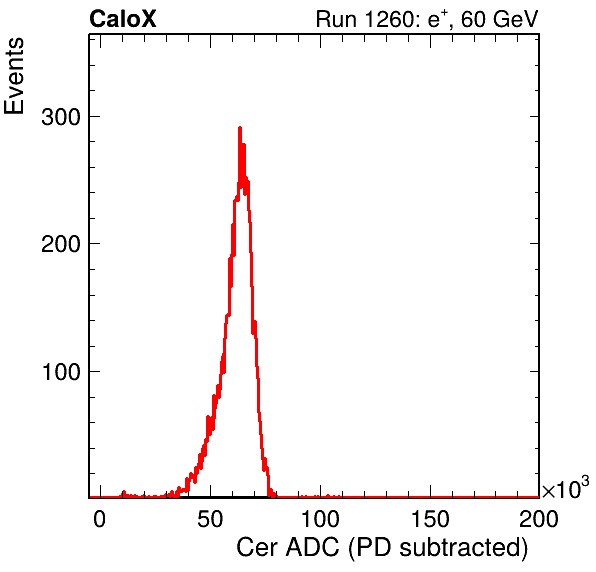 CaloX Run 1260: e⁺, 60 GeV
Events
300
200
100
0 50 100 150 200
×10³
Cer ADC (PD subtracted)